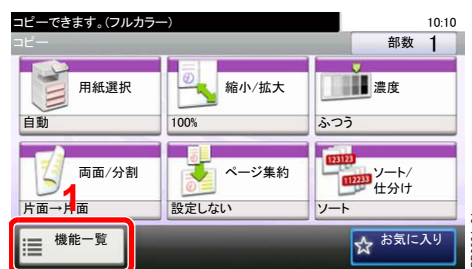 コピーできます。(フルカラー)
10:10
コピー
部数 1
用紙選択
自動
縮小/拡大
100%
濃度
ふつう
両面/分割
片面→片面
ページ集約
設定しない
123123
112233
ソート/
仕分け
ソート
1
機能一覧
お気に入り